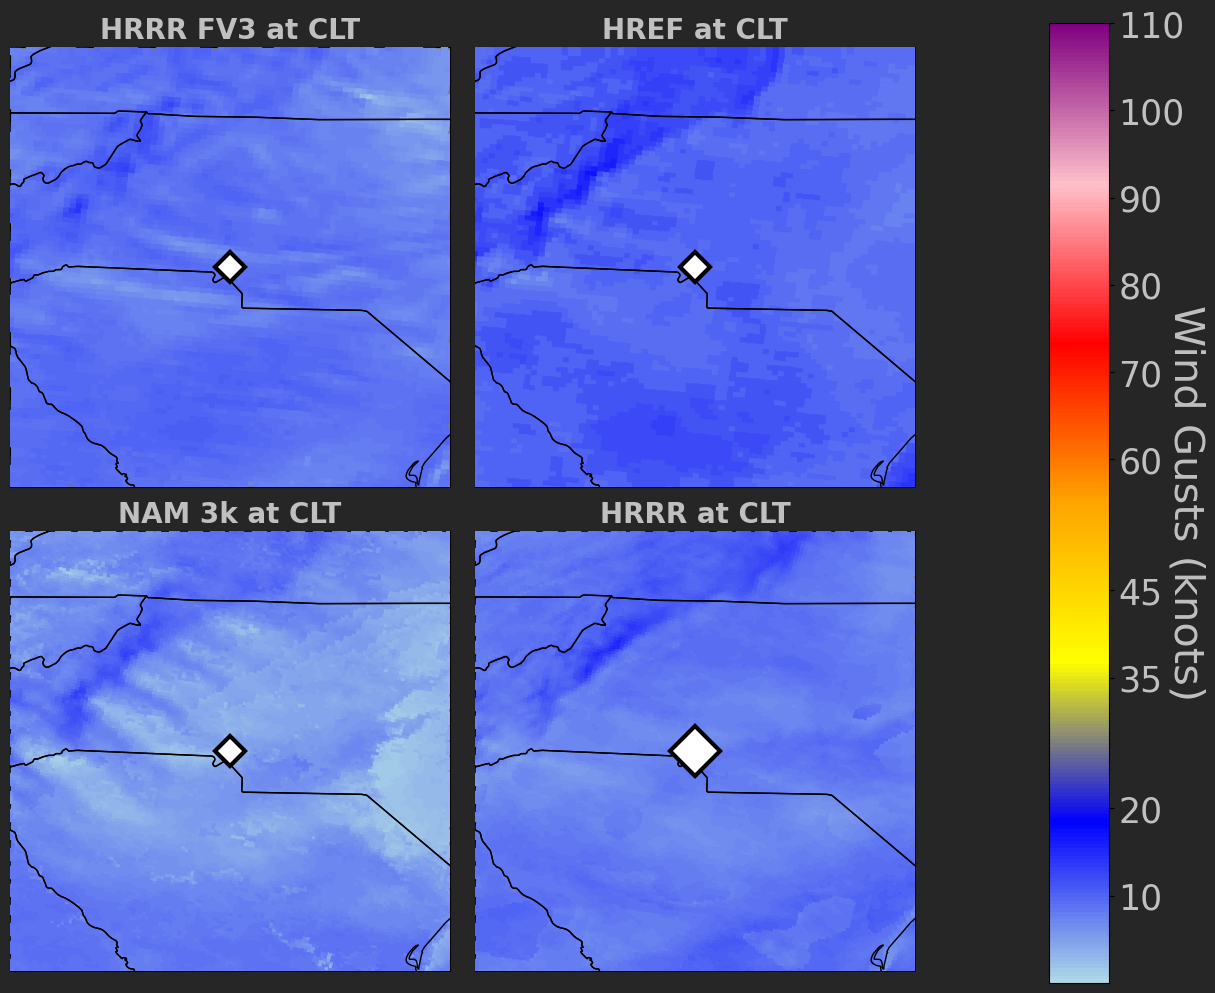 HRRR FV3 at CLT
HREF at CLT
NAM 3k at CLT
HRRR at CLT
110
100
90
80
70
60
45
35
20
10
Wind Gusts (knots)